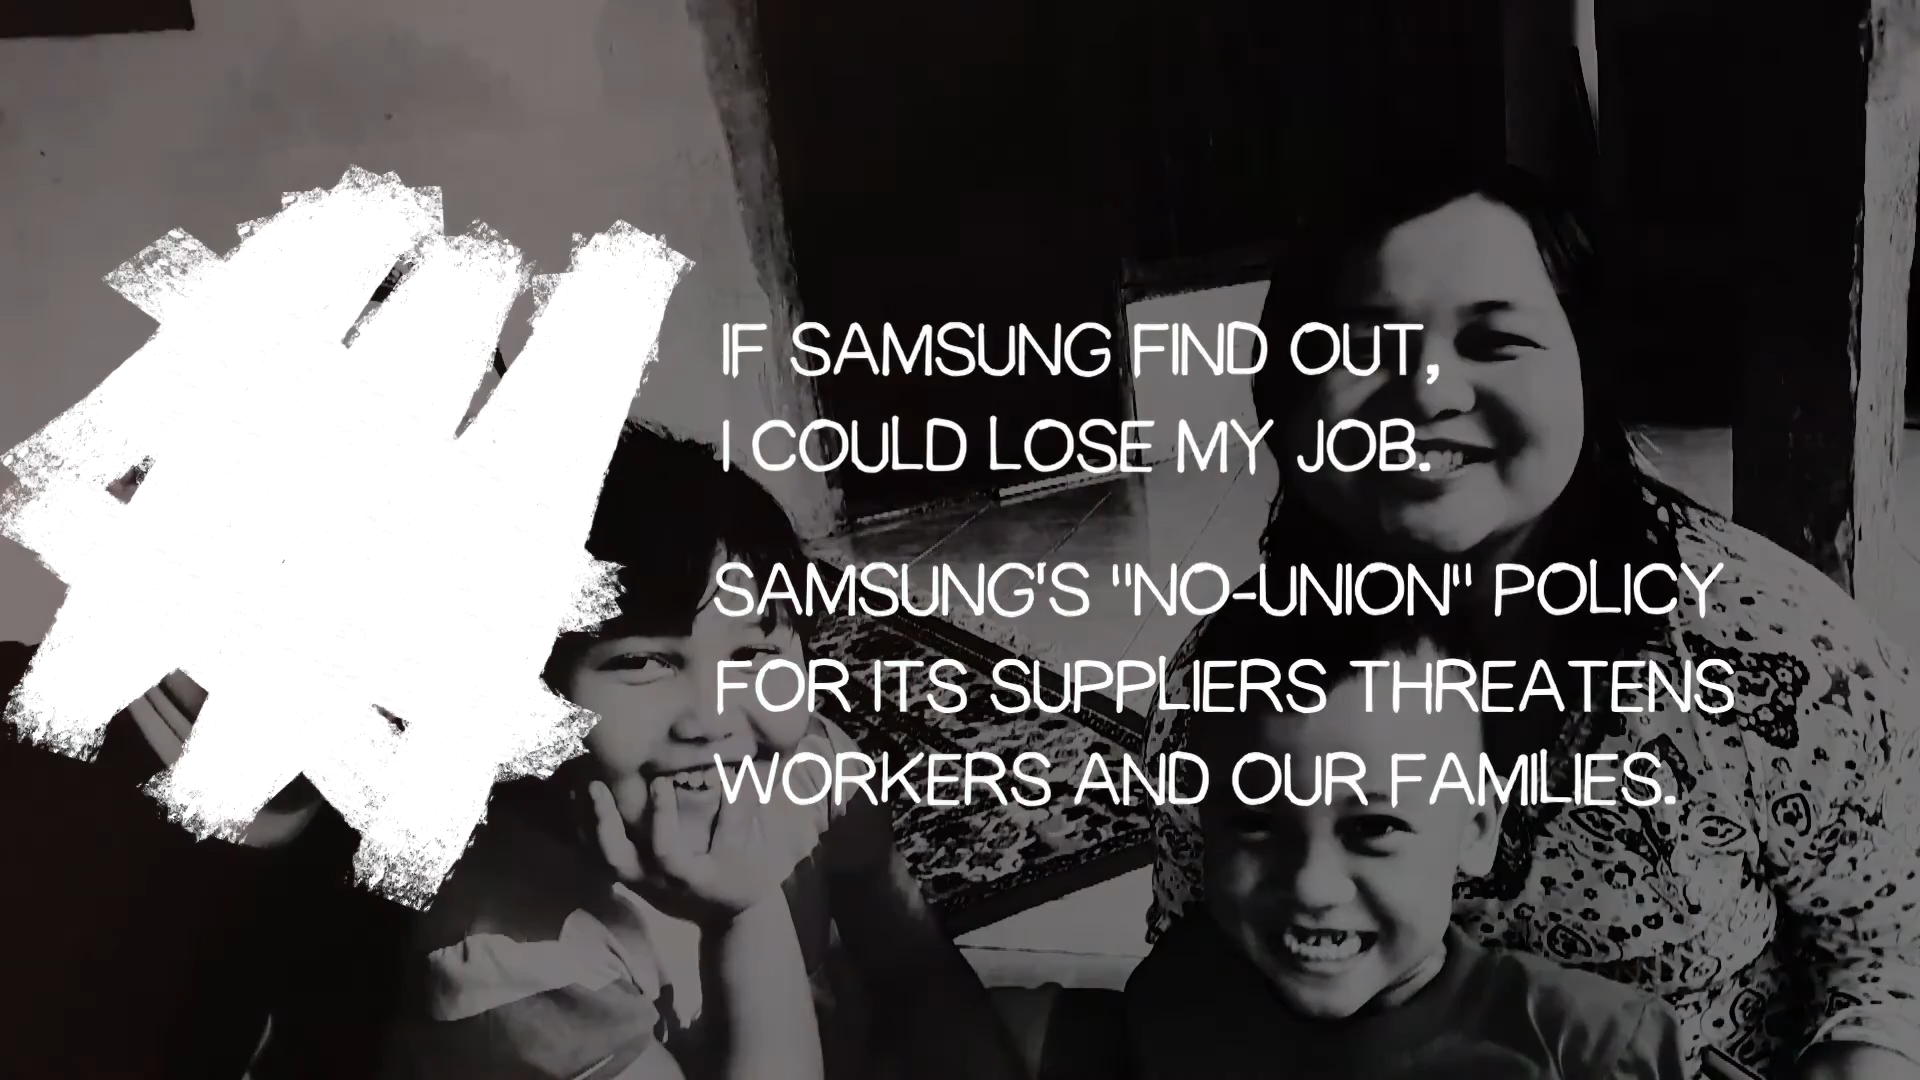 IF SAMSUNG FIND OUT,
I COULD LOSE MY JOB.
SAMSUNG'S "NO-UNION" POLICY
FOR ITS SUPPLIERS THREATENS
WORKERS AND OUR FAMILIES.